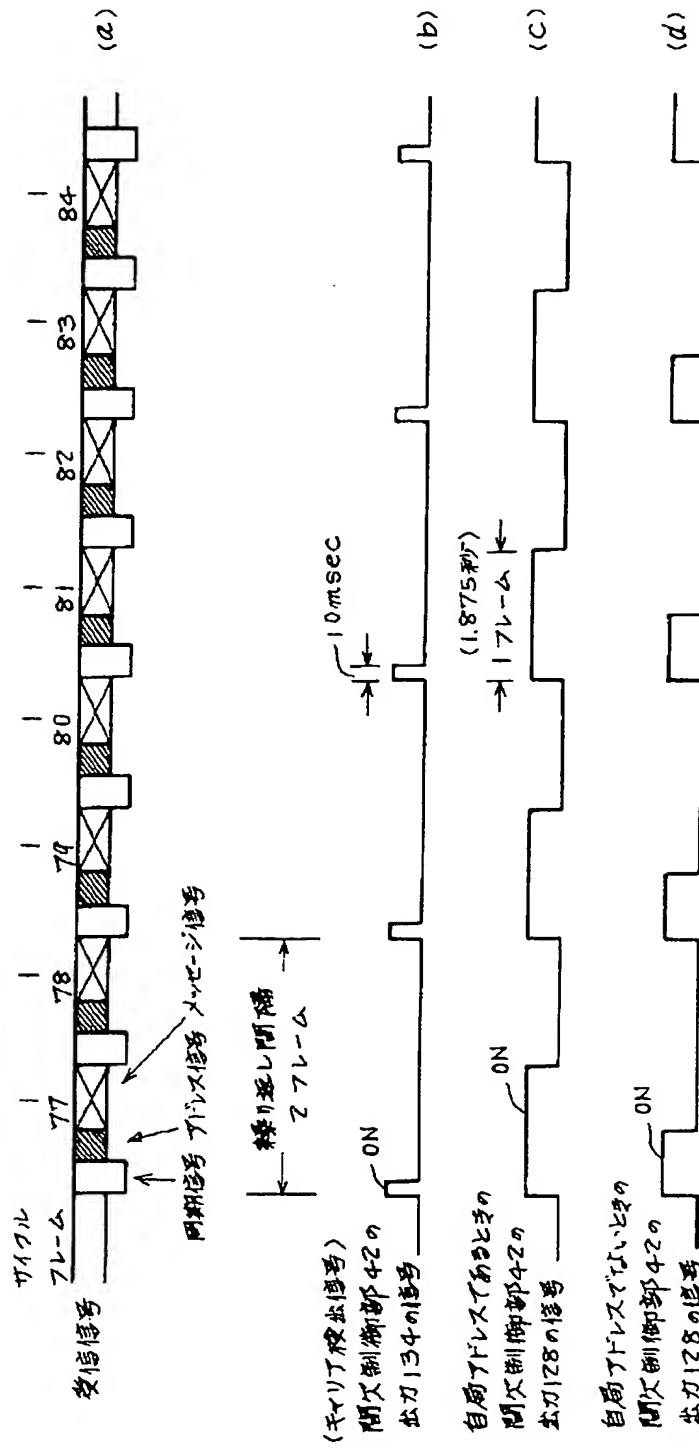 サイクル
フレーム
77 78 79 80 81 82 83 84
受信信号
(a)
同期信号
アドレス信号
メッセージ信号
繰り返し間隔
2フレーム
(キャリア検出信号)
間欠制御部42の
出力134の信号
ON
10msec
(b)
自局アドレスであるときの
間欠制御部42の
出力128の信号
ON
(1.875秒)
1フレーム
(c)
自局アドレスでないときの
間欠制御部42の
出力128の信号
ON
(d)